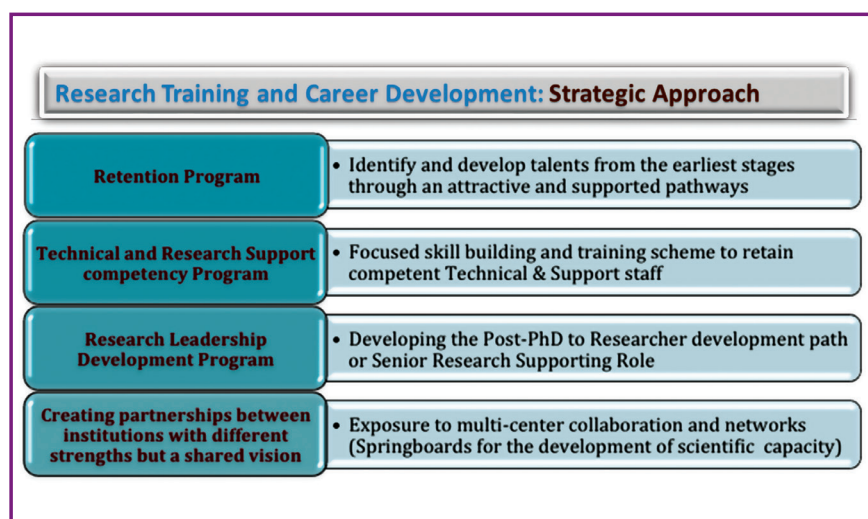 Research Training and Career Development: Strategic Approach
Retention Program
• Identify and develop talents from the earliest stages
through an attractive and supported pathways
Technical and Research Support
competency Program
• Focused skill building and training scheme to retain
competent Technical & Support staff
Research Leadership
Development Program
• Developing the Post-PhD to Researcher development path
or Senior Research Supporting Role
Creating partnerships between
institutions with different
strengths but a shared vision
• Exposure to multi-center collaboration and networks
(Springboards for the development of scientific capacity)